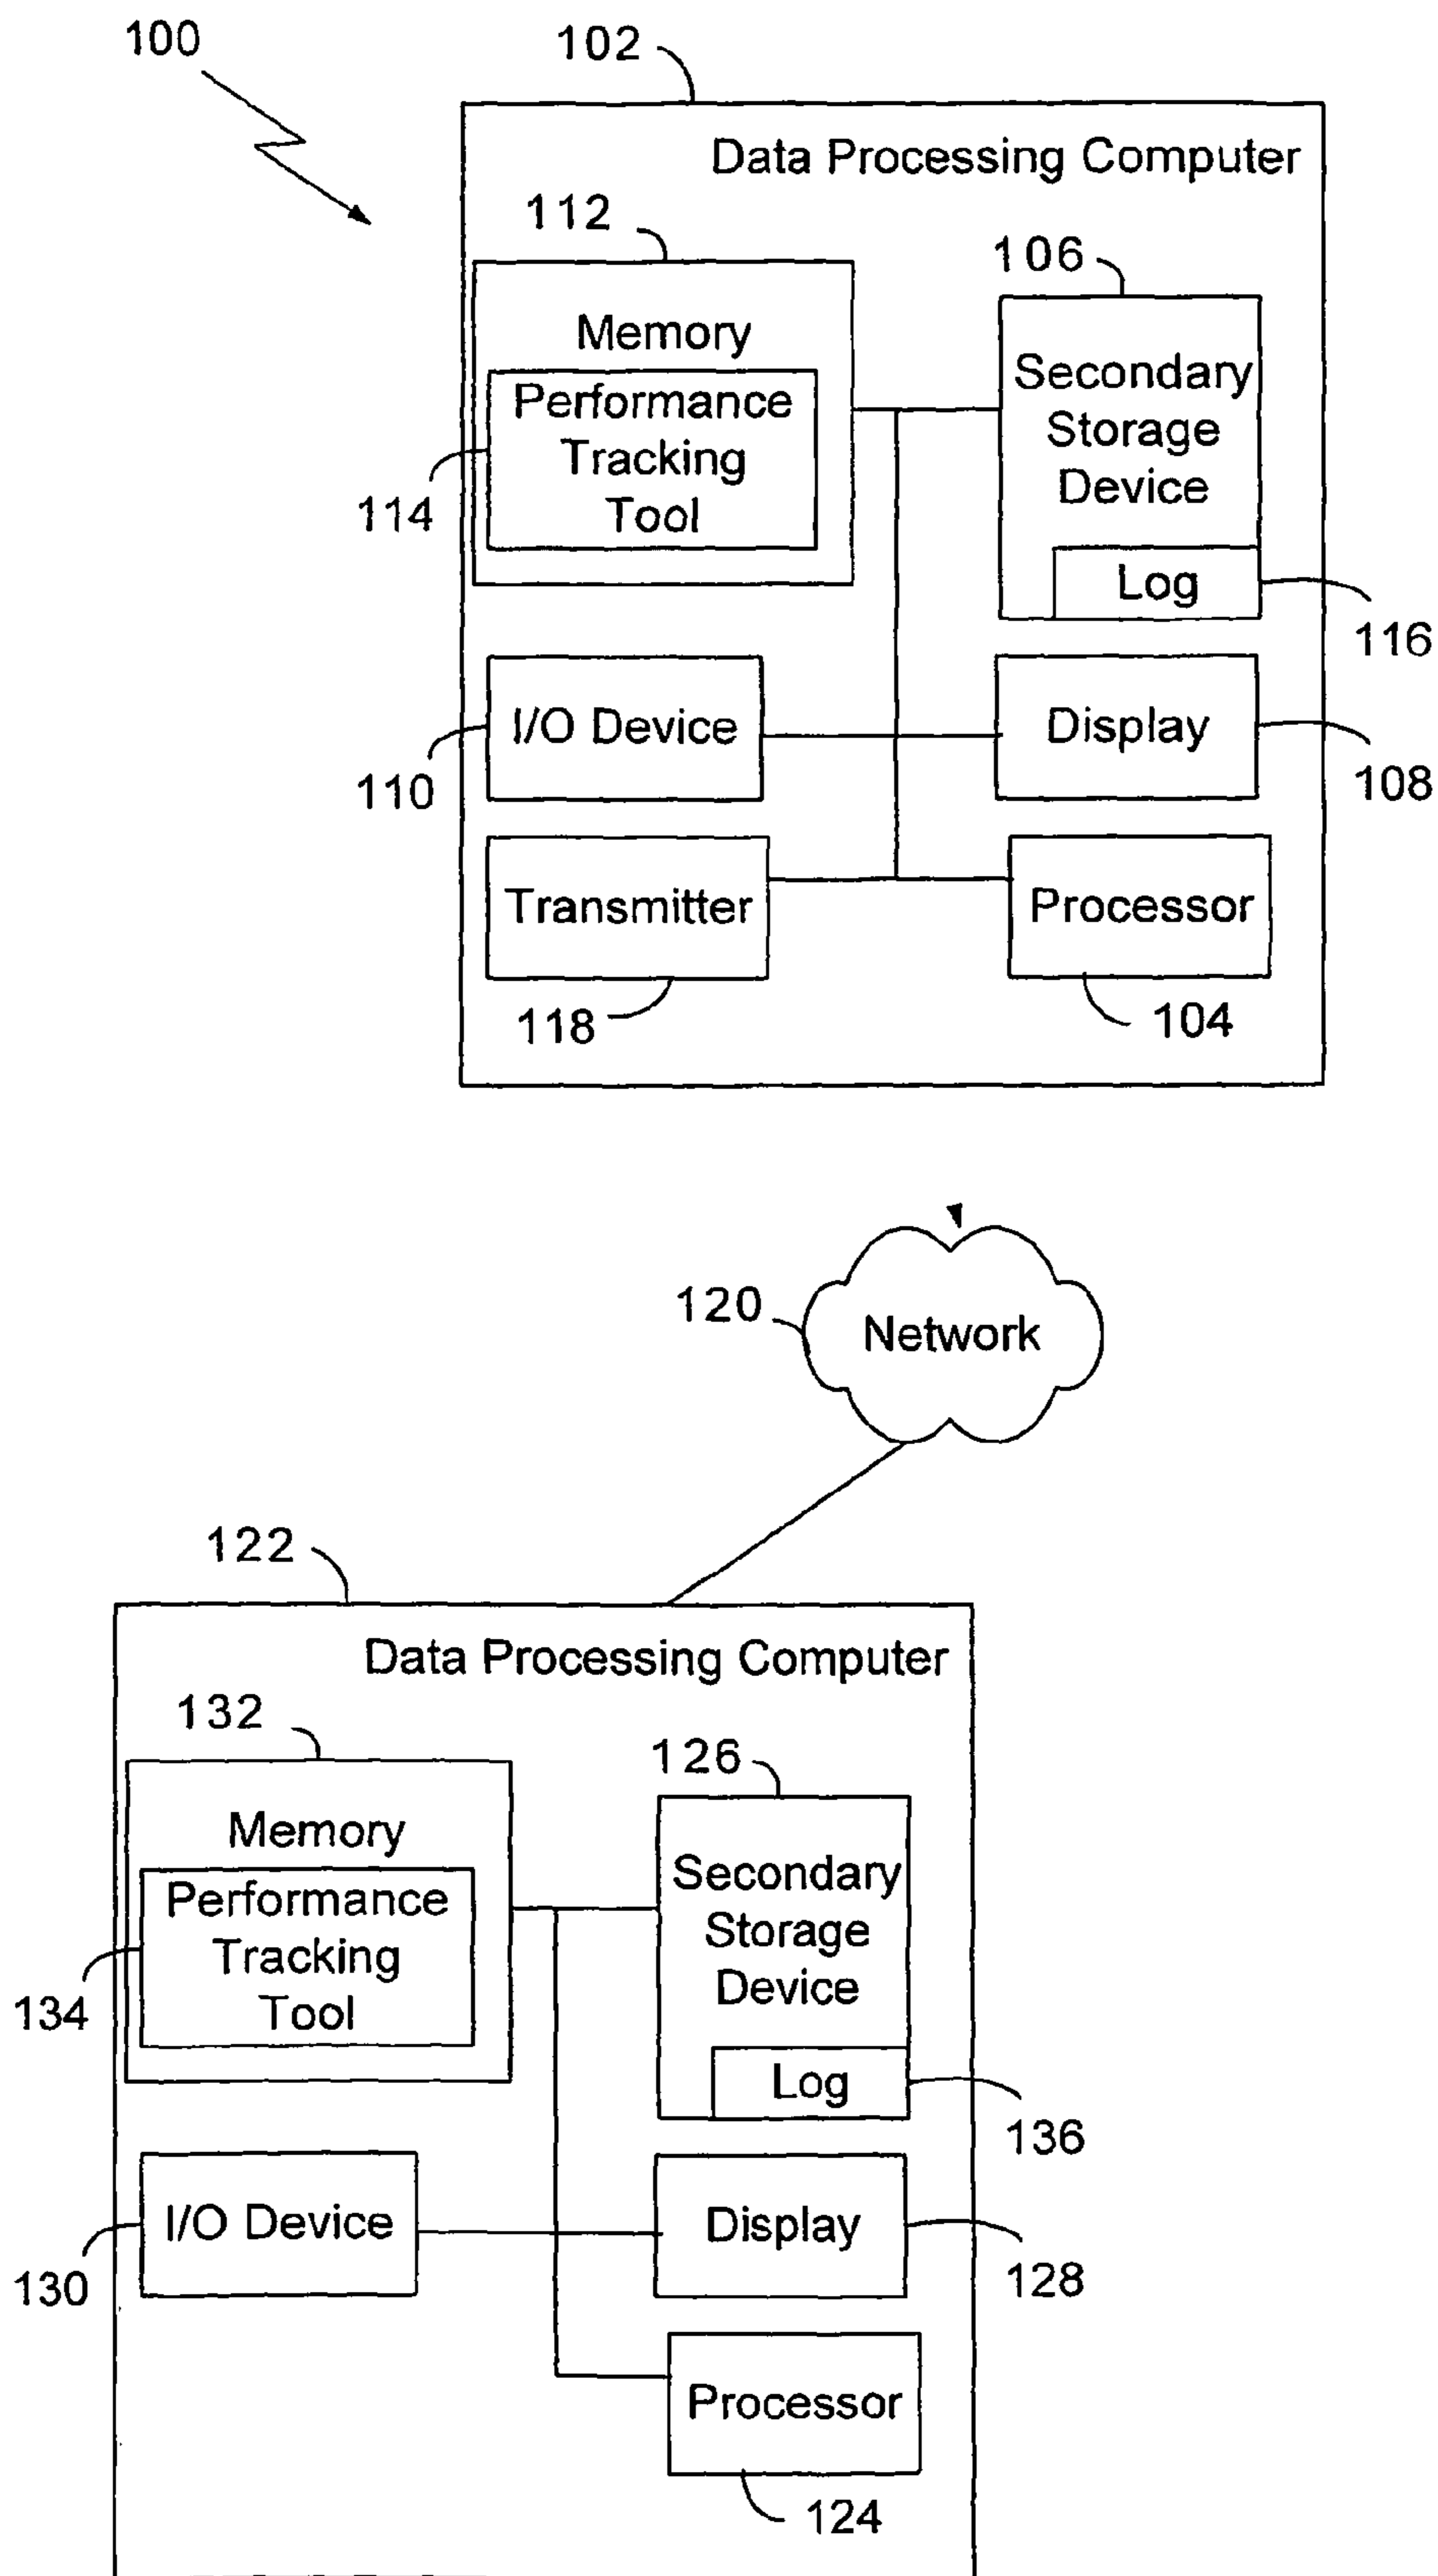 100
102
Data Processing Computer
112
106
Memory
Secondary
Storage
Device
Performance
Tracking
Tool
114
Log
116
I/O Device
110
Display
108
Transmitter
118
Processor
104
120
Network
122
Data Processing Computer
132
126
Memory
Secondary
Storage
Device
Performance
Tracking
Tool
134
Log
136
I/O Device
130
Display
128
Processor
124